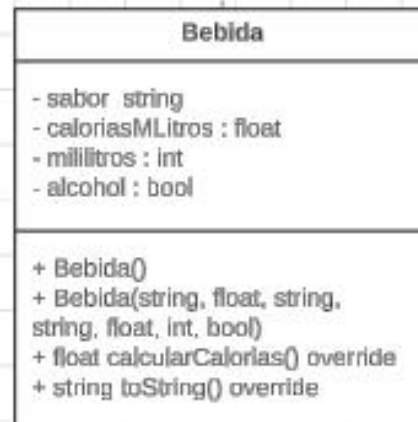 Bebida
- sabor string
- caloriasMLitros : float
- mililitros : int
- alcohol : bool
+ Bebida()
+ Bebida(string, float, string,
string, float, int, bool)
+ float calcularCalorias() override
+ string toString() override